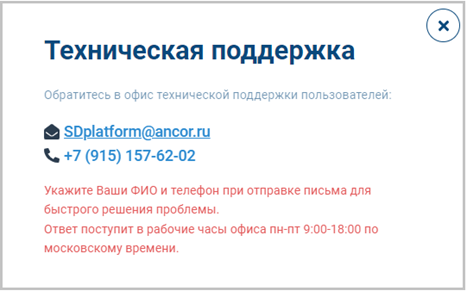 Техническая поддержка
Обратитесь в офис технической поддержки пользователей:
SDplatform@ancor.ru
+7 (915) 157-62-02
Укажите Ваши ФИО и телефон при отправке письма для
быстрого решения проблемы.
Ответ поступит в рабочие часы офиса пн-пт 9:00-18:00 по
московскому времени.